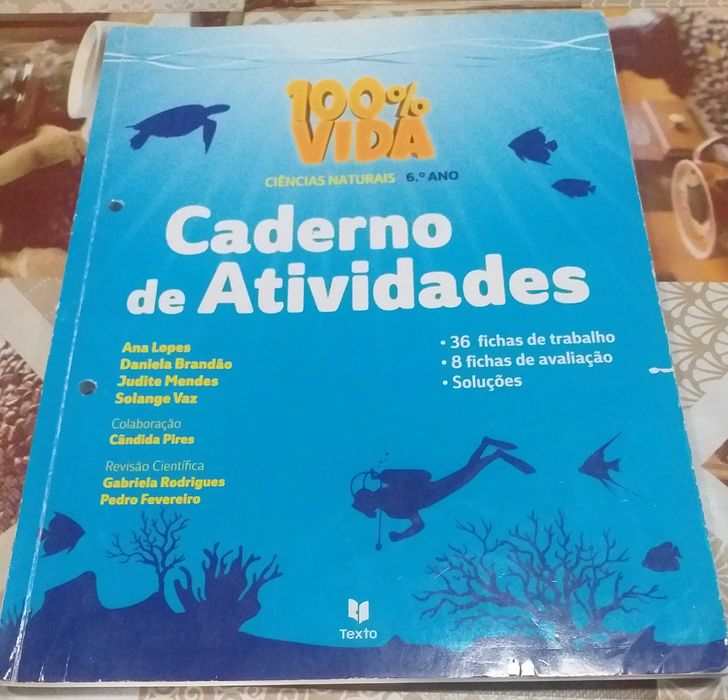 100%
VIDA
CIÊNCIAS NATURAIS 6.º ANO
Caderno
de Atividades
Ana Lopes
Daniela Brandão
Judite Mendes
Solange Vaz
Colaboração
Cândida Pires
Revisão Científica
Gabriela Rodrigues
Pedro Fevereiro
• 36 fichas de trabalho
• 8 fichas de avaliação
• Soluções
Texto